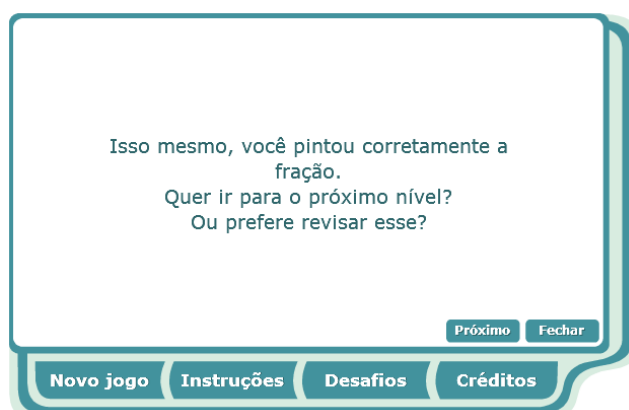 Isso mesmo, você pintou corretamente a
fração.
Quer ir para o próximo nível?
Ou prefere revisar esse?
Próximo Fechar
Novo jogo Instruções Desafios Créditos